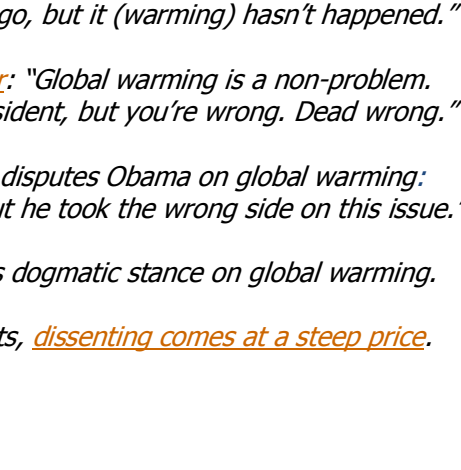 go, but it (warming) hasn’t happened.”
r: “Global warming is a non-problem.
sident, but you’re wrong. Dead wrong.”
disputes Obama on global warming:
ut he took the wrong side on this issue.”
s dogmatic stance on global warming.
ts, dissenting comes at a steep price.